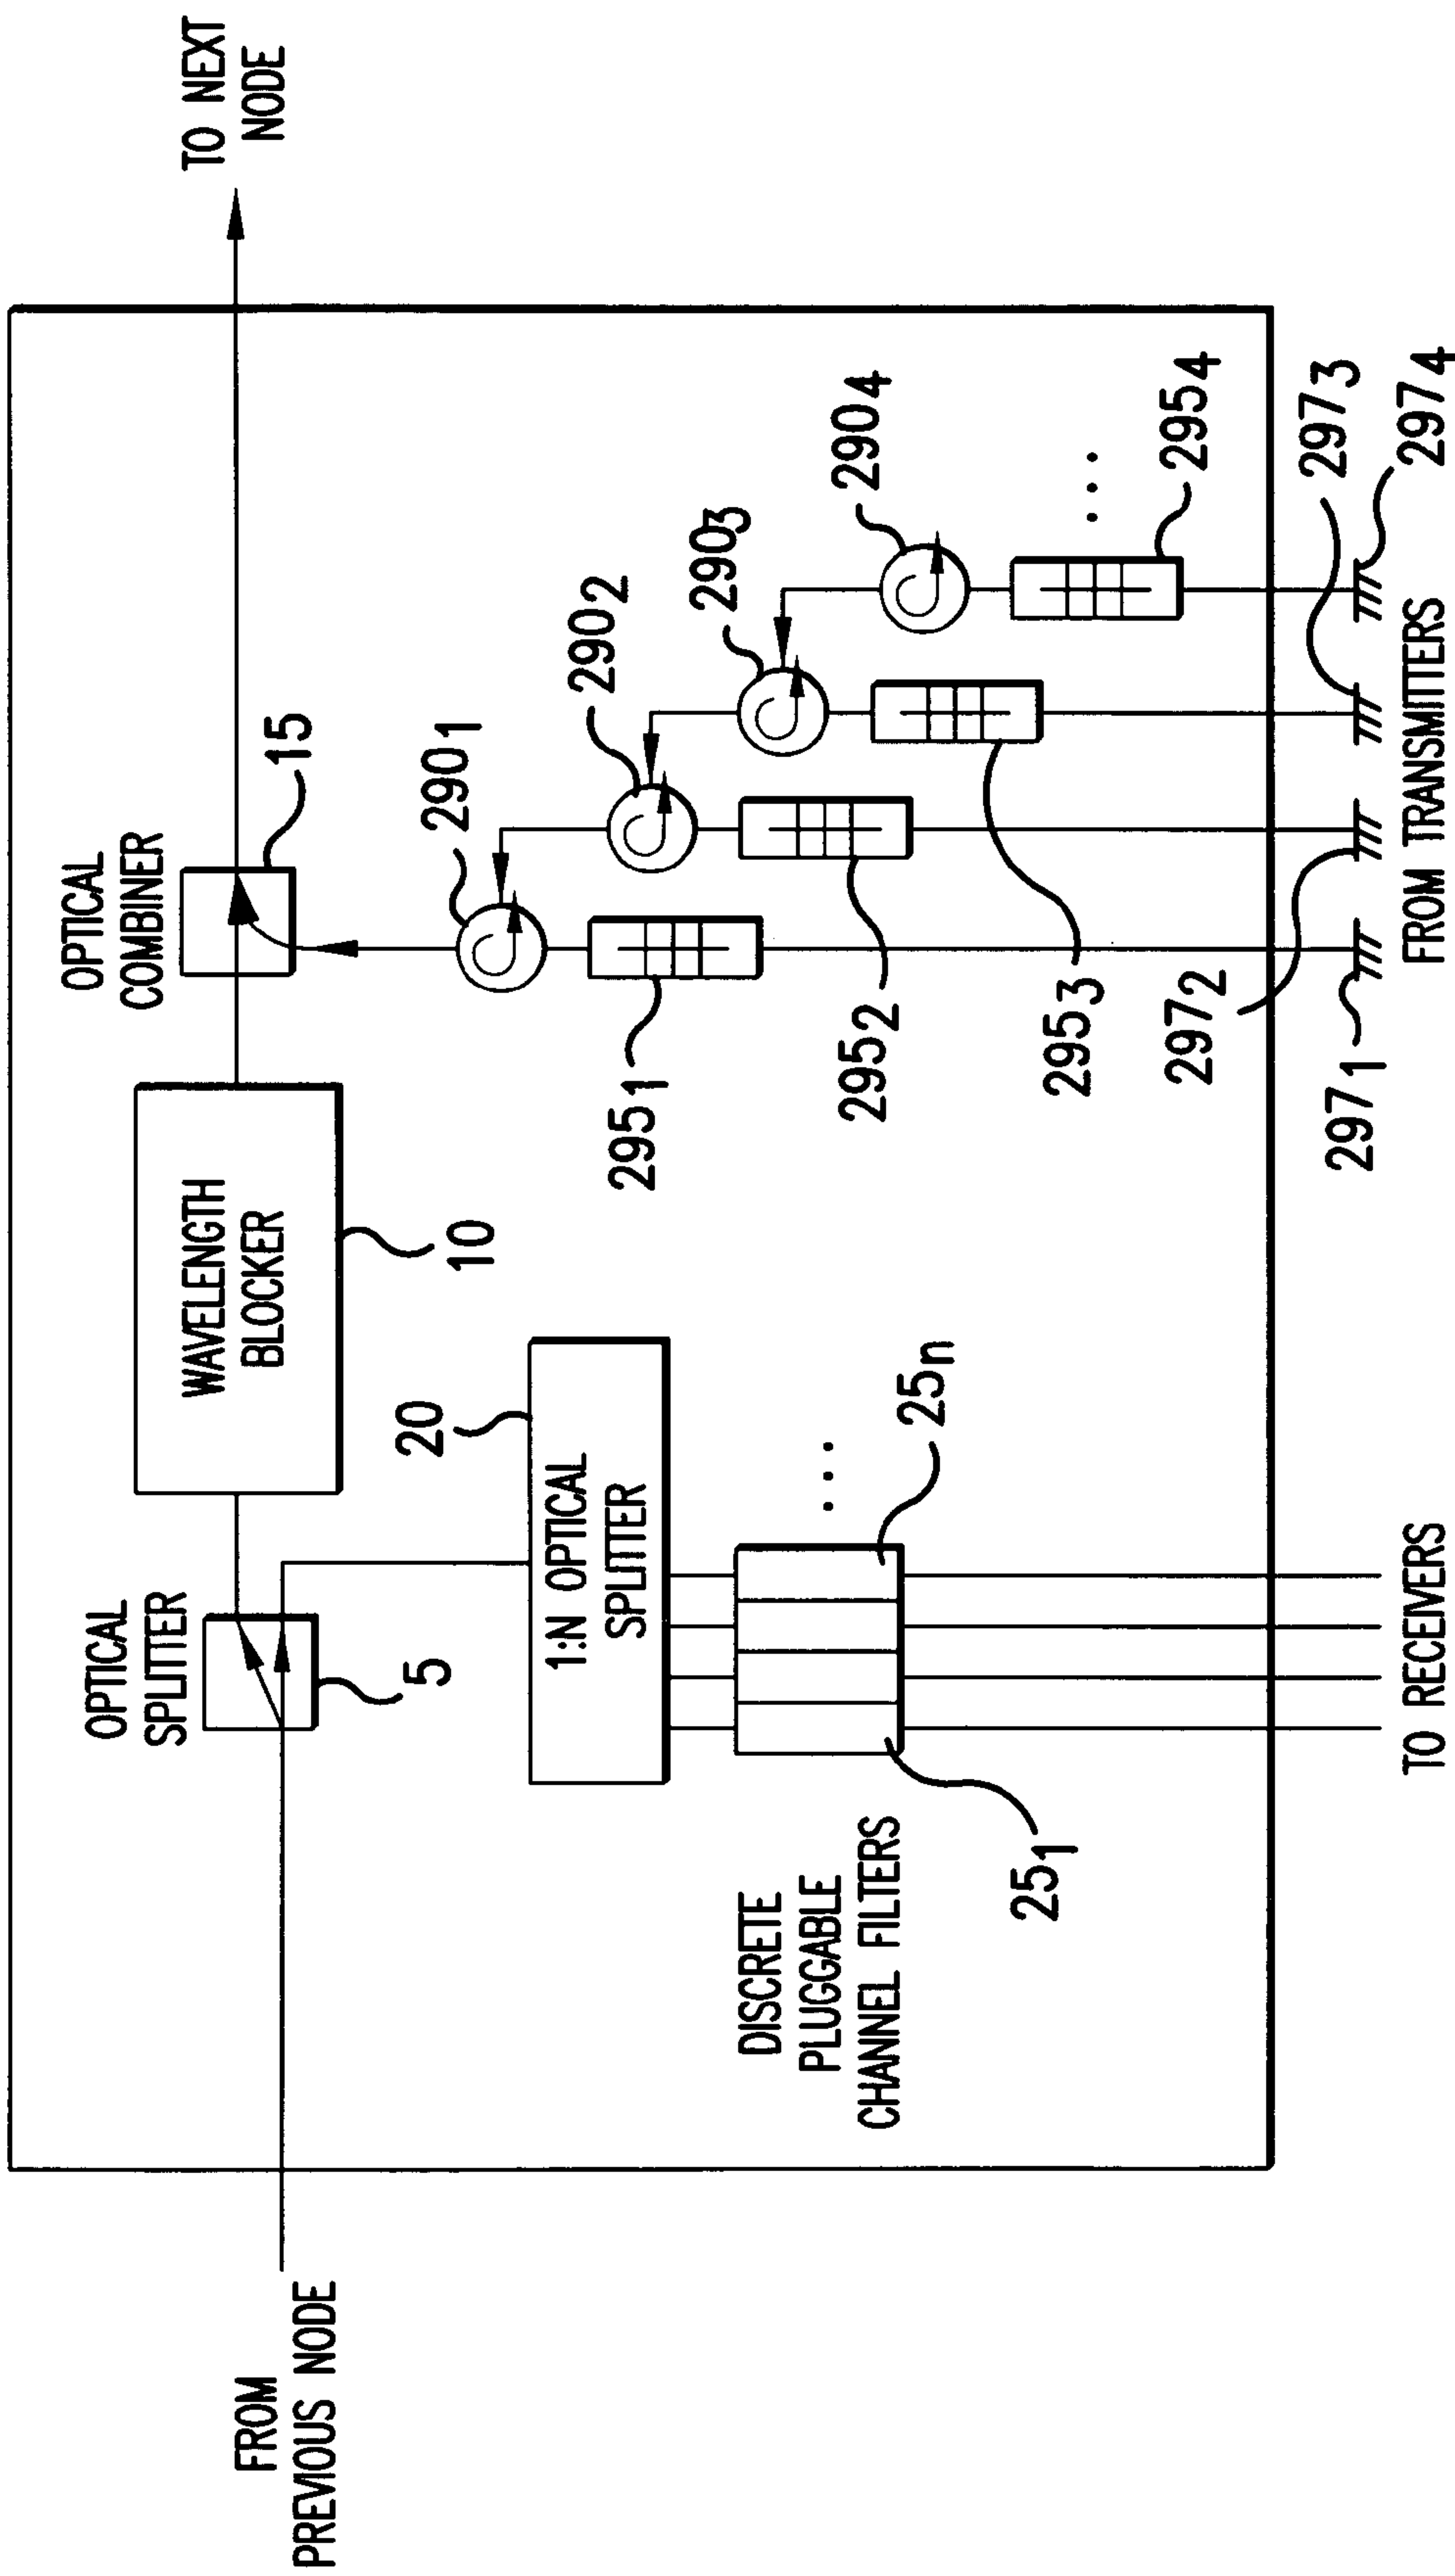 TO NEXT
NODE
OPTICAL
COMBINER
15
WAVELENGTH
BLOCKER
10
OPTICAL
SPLITTER
5
FROM
PREVIOUS NODE
20
1:N OPTICAL
SPLITTER
290₁
290₂
290₃
290₄
295₁
295₂
295₃
295₄
...
DISCRETE
PLUGGABLE
CHANNEL FILTERS
25₁
25n
...
297₁
297₂
297₃
297₄
TO RECEIVERS
FROM TRANSMITTERS